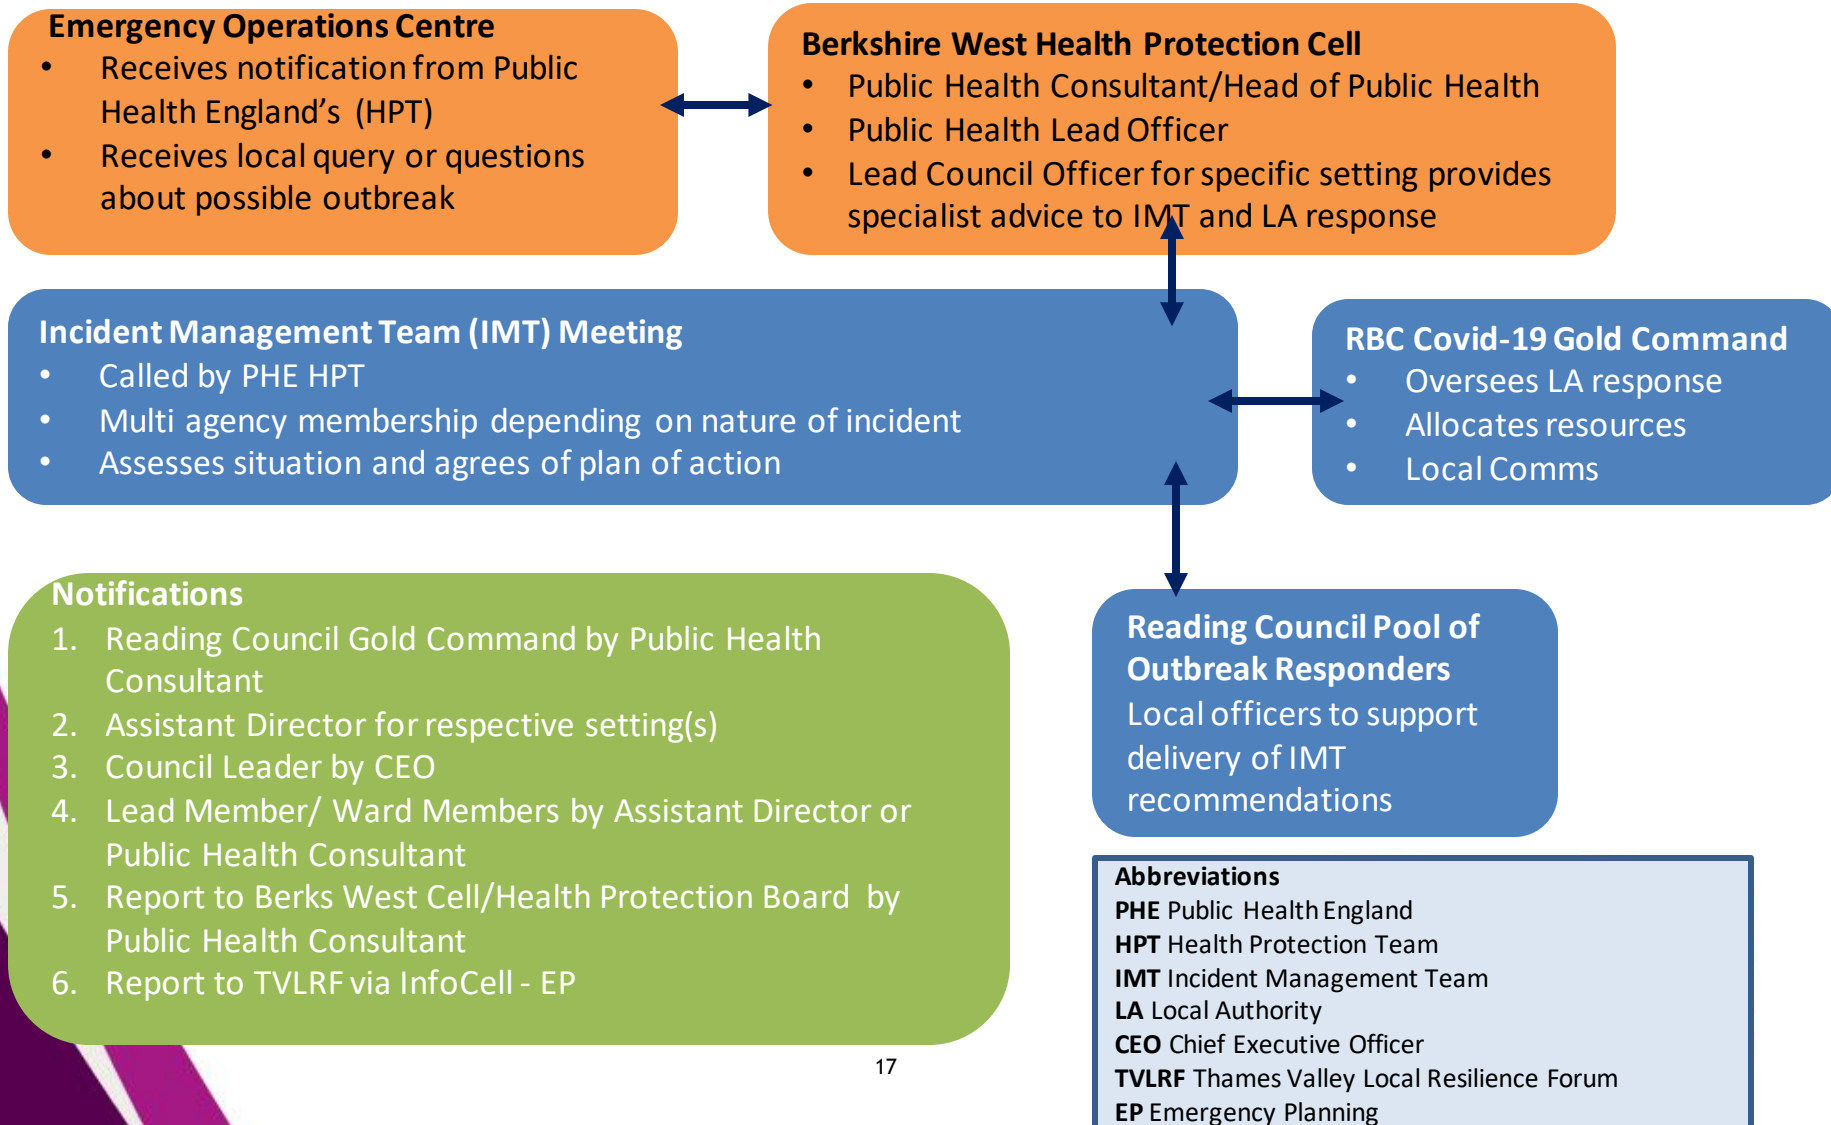 Emergency Operations Centre
• Receives notification from Public
Health England’s (HPT)
• Receives local query or questions
about possible outbreak
Berkshire West Health Protection Cell
• Public Health Consultant/Head of Public Health
• Public Health Lead Officer
• Lead Council Officer for specific setting provides
specialist advice to IMT and LA response
Incident Management Team (IMT) Meeting
• Called by PHE HPT
• Multi agency membership depending on nature of incident
• Assesses situation and agrees of plan of action
RBC Covid-19 Gold Command
• Oversees LA response
• Allocates resources
• Local Comms
Notifications
1. Reading Council Gold Command by Public Health
Consultant
2. Assistant Director for respective setting(s)
3. Council Leader by CEO
4. Lead Member/ Ward Members by Assistant Director or
Public Health Consultant
5. Report to Berks West Cell/Health Protection Board by
Public Health Consultant
6. Report to TVLRF via InfoCell - EP
Reading Council Pool of
Outbreak Responders
Local officers to support
delivery of IMT
recommendations
Abbreviations
PHE Public Health England
HPT Health Protection Team
IMT Incident Management Team
LA Local Authority
CEO Chief Executive Officer
TVLRF Thames Valley Local Resilience Forum
EP Emergency Planning
17